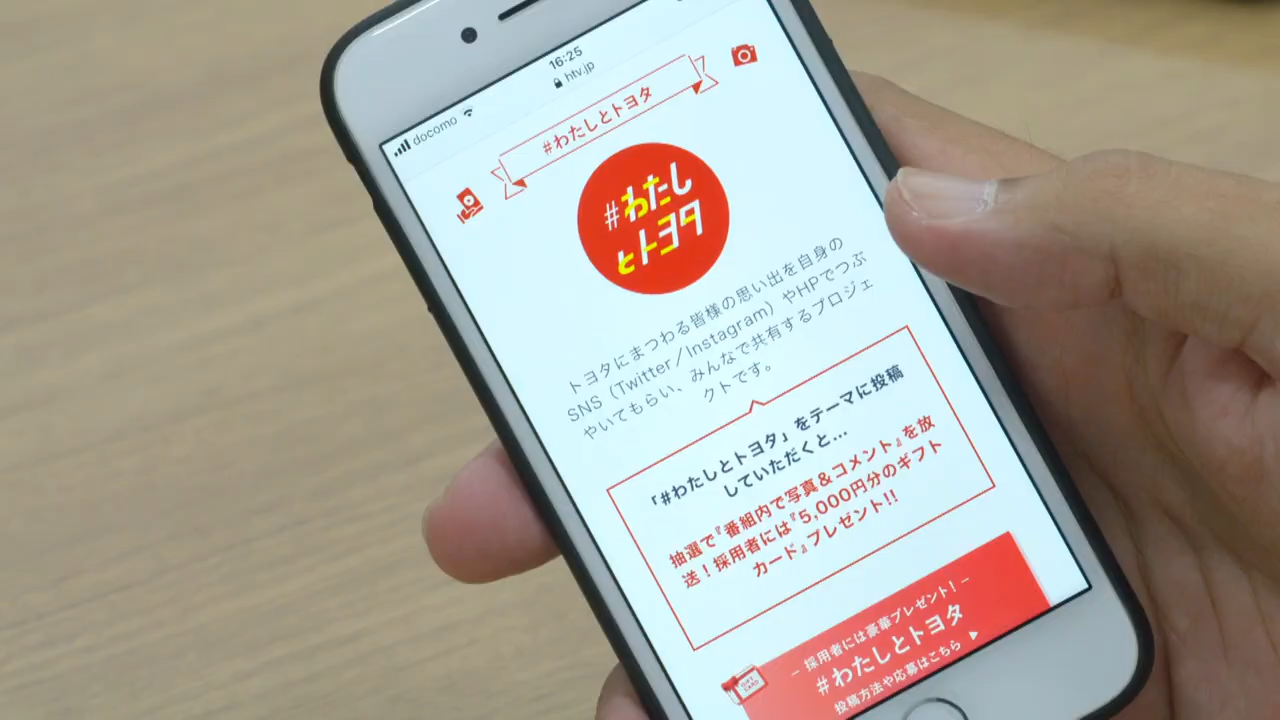 docomo
16:25
htv.jp
#わたしとトヨタ
#わたし
とトヨタ
トヨタにまつわる皆様の思い出を自身の
SNS（Twitter／Instagram）やHPでつぶ
やいてもらい、みんなで共有するプロジェ
クトです。
「#わたしとトヨタ」をテーマに投稿
していただくと…
抽選で『番組内で写真＆コメント』を放
送！採用者には『5,000円分のギフト
カード』プレゼント!!
− 採用者には豪華プレゼント！−
#わたしとトヨタ
投稿方法や応募はこちら ▶
GIFT
CARD